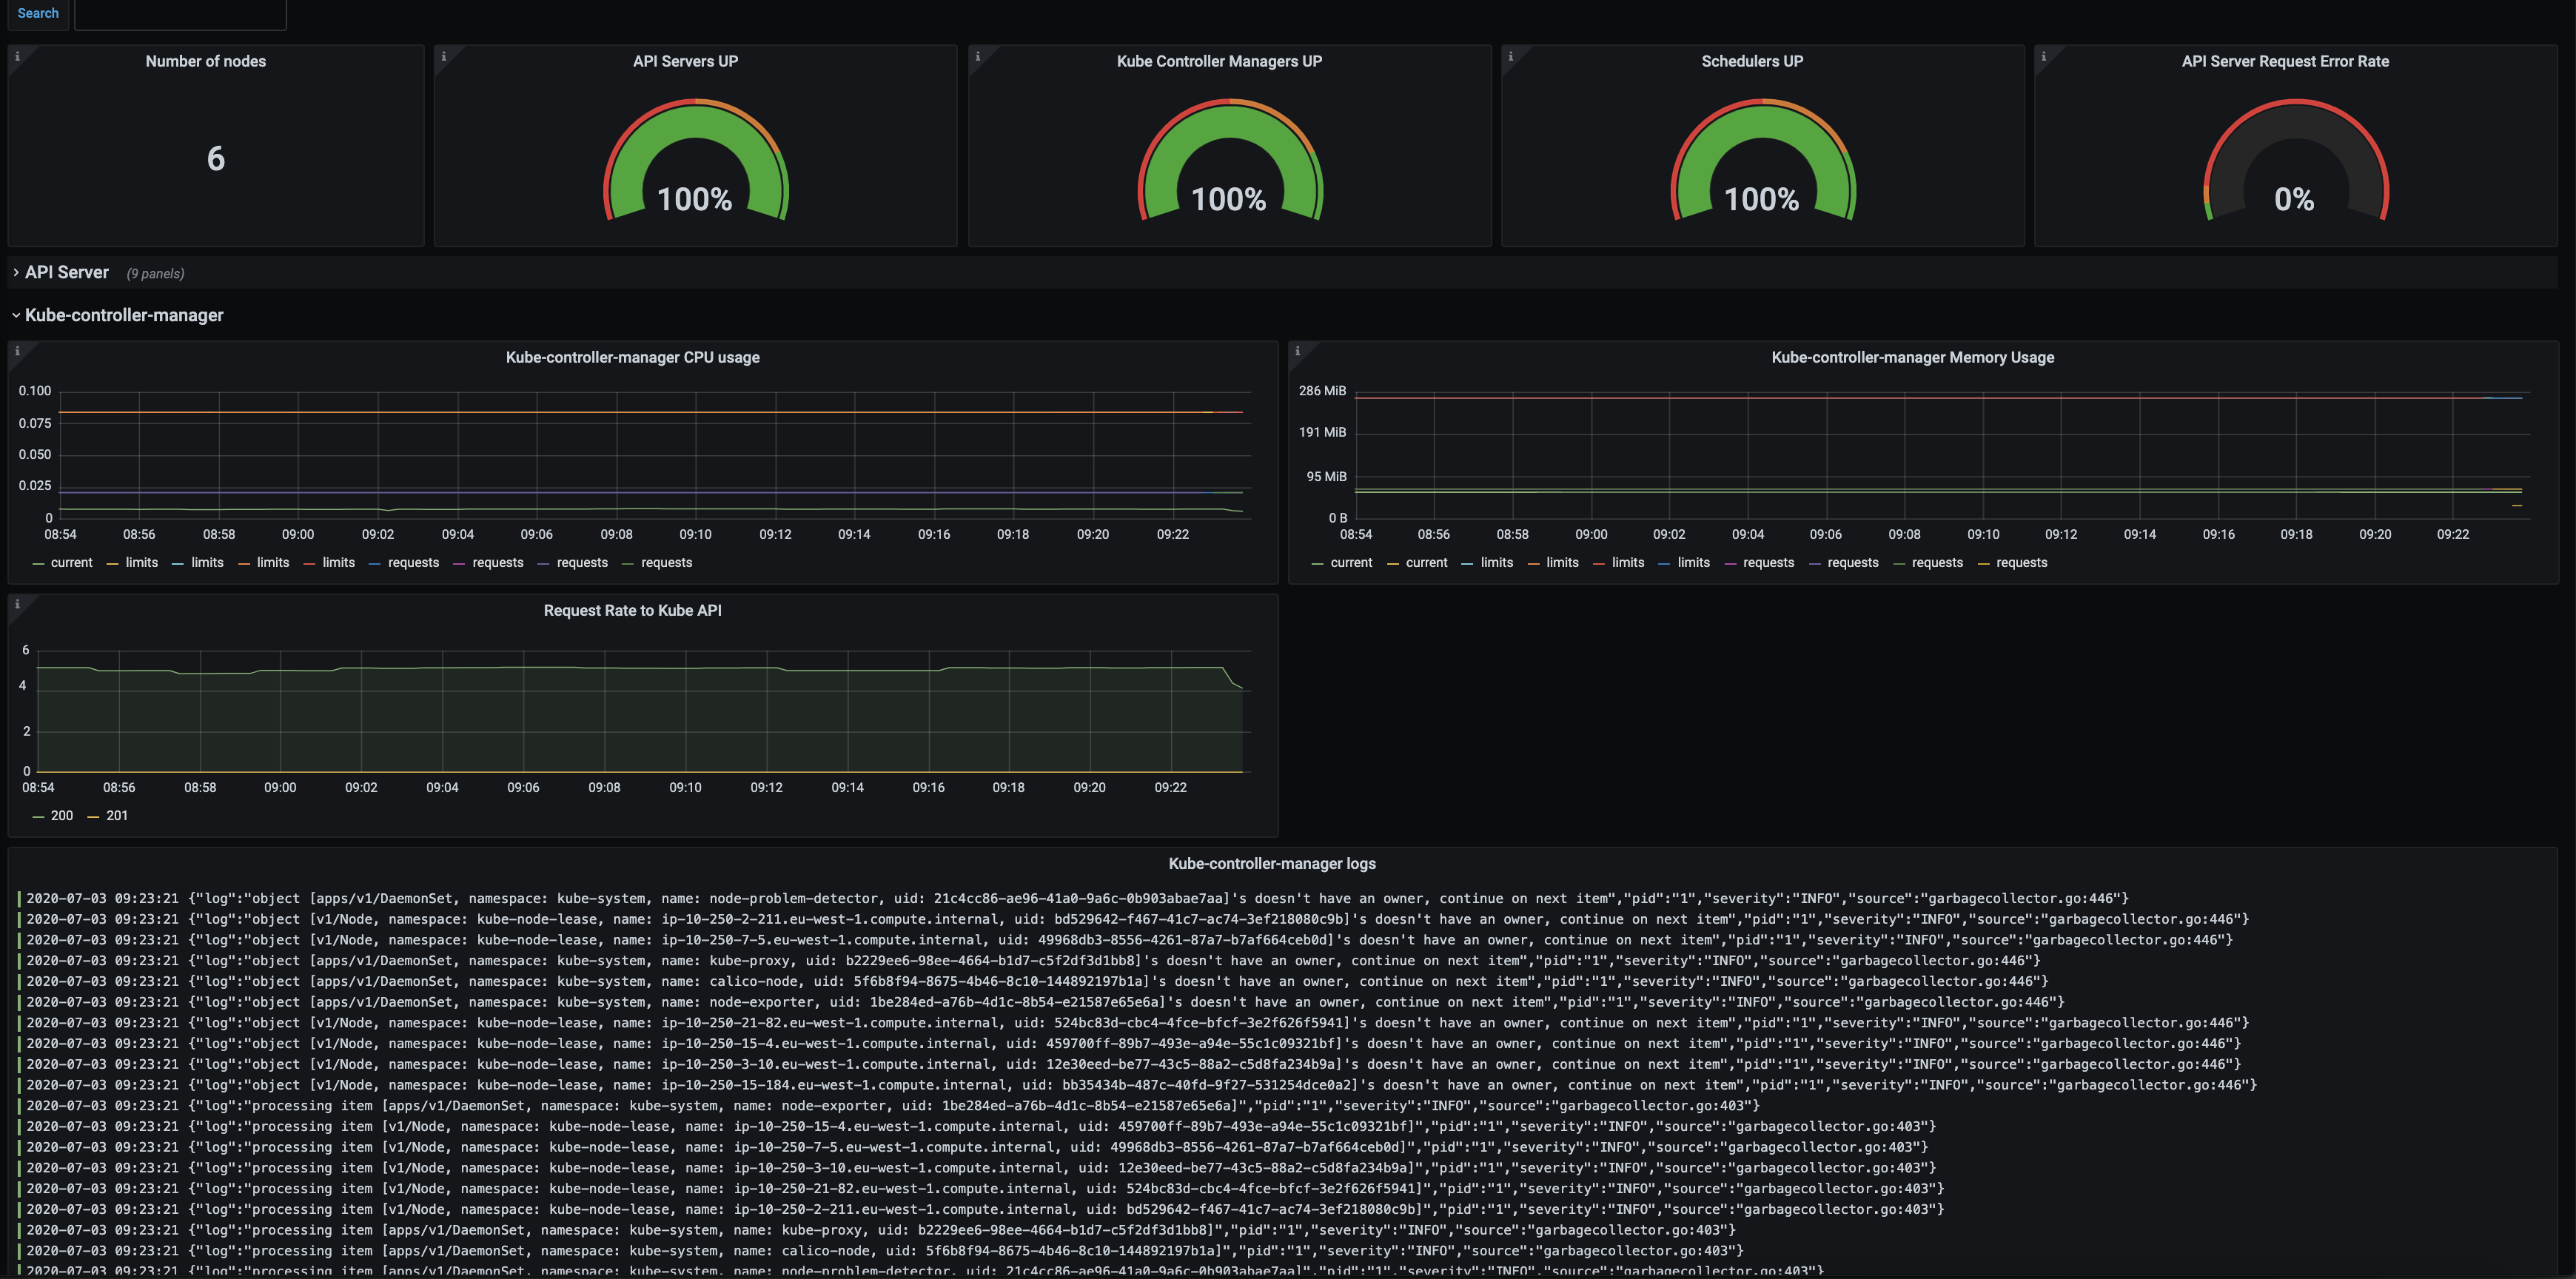 Search
Number of nodes
API Servers UP
Kube Controller Managers UP
Schedulers UP
API Server Request Error Rate
6
100%
100%
100%
0%
API Server (9 panels)
Kube-controller-manager
Kube-controller-manager CPU usage
0.100
0.075
0.050
0.025
0
08:54 08:56 08:58 09:00 09:02 09:04 09:06 09:08 09:10 09:12 09:14 09:16 09:18 09:20 09:22
current limits limits limits limits requests requests requests requests
Kube-controller-manager Memory Usage
286 MiB
191 MiB
95 MiB
0 B
08:54 08:56 08:58 09:00 09:02 09:04 09:06 09:08 09:10 09:12 09:14 09:16 09:18 09:20 09:22
current current limits limits limits limits requests requests requests requests
Request Rate to Kube API
6
4
2
0
08:54 08:56 08:58 09:00 09:02 09:04 09:06 09:08 09:10 09:12 09:14 09:16 09:18 09:20 09:22
200 201
Kube-controller-manager logs
2020-07-03 09:23:21 {"log":"object [apps/v1/DaemonSet, namespace: kube-system, name: node-problem-detector, uid: 21c4cc86-ae96-41a0-9a6c-0b903abae7aa]'s doesn't have an owner, continue on next item","pid":"1","severity":"INFO","source":"garbagecollector.go:446"}
2020-07-03 09:23:21 {"log":"object [v1/Node, namespace: kube-node-lease, name: ip-10-250-2-211.eu-west-1.compute.internal, uid: bd529642-f467-41c7-ac74-3ef218080c9b]'s doesn't have an owner, continue on next item","pid":"1","severity":"INFO","source":"garbagecollector.go:446"}
2020-07-03 09:23:21 {"log":"object [v1/Node, namespace: kube-node-lease, name: ip-10-250-7-5.eu-west-1.compute.internal, uid: 49968db3-8556-4261-87a7-b7af664ceb0d]'s doesn't have an owner, continue on next item","pid":"1","severity":"INFO","source":"garbagecollector.go:446"}
2020-07-03 09:23:21 {"log":"object [apps/v1/DaemonSet, namespace: kube-system, name: kube-proxy, uid: b2229ee6-98ee-4664-b1d7-c5f2df3d1bb8]'s doesn't have an owner, continue on next item","pid":"1","severity":"INFO","source":"garbagecollector.go:446"}
2020-07-03 09:23:21 {"log":"object [apps/v1/DaemonSet, namespace: kube-system, name: calico-node, uid: 5f6b8f94-8675-4b46-8c10-144892197b1a]'s doesn't have an owner, continue on next item","pid":"1","severity":"INFO","source":"garbagecollector.go:446"}
2020-07-03 09:23:21 {"log":"object [apps/v1/DaemonSet, namespace: kube-system, name: node-exporter, uid: 1be284ed-a76b-4d1c-8b54-e21587e65e6a]'s doesn't have an owner, continue on next item","pid":"1","severity":"INFO","source":"garbagecollector.go:446"}
2020-07-03 09:23:21 {"log":"object [v1/Node, namespace: kube-node-lease, name: ip-10-250-21-82.eu-west-1.compute.internal, uid: 524bc83d-cbc4-4fce-bfcf-3e2f626f5941]'s doesn't have an owner, continue on next item","pid":"1","severity":"INFO","source":"garbagecollector.go:446"}
2020-07-03 09:23:21 {"log":"object [v1/Node, namespace: kube-node-lease, name: ip-10-250-15-4.eu-west-1.compute.internal, uid: 459700ff-89b7-493e-a94e-55c1c09321bf]'s doesn't have an owner, continue on next item","pid":"1","severity":"INFO","source":"garbagecollector.go:446"}
2020-07-03 09:23:21 {"log":"object [v1/Node, namespace: kube-node-lease, name: ip-10-250-3-10.eu-west-1.compute.internal, uid: 12e30eed-be77-43c5-88a2-c5d8fa234b9a]'s doesn't have an owner, continue on next item","pid":"1","severity":"INFO","source":"garbagecollector.go:446"}
2020-07-03 09:23:21 {"log":"object [v1/Node, namespace: kube-node-lease, name: ip-10-250-15-184.eu-west-1.compute.internal, uid: bb35434b-487c-40fd-9f27-531254dce0a2]'s doesn't have an owner, continue on next item","pid":"1","severity":"INFO","source":"garbagecollector.go:446"}
2020-07-03 09:23:21 {"log":"processing item [apps/v1/DaemonSet, namespace: kube-system, name: node-exporter, uid: 1be284ed-a76b-4d1c-8b54-e21587e65e6a]","pid":"1","severity":"INFO","source":"garbagecollector.go:403"}
2020-07-03 09:23:21 {"log":"processing item [v1/Node, namespace: kube-node-lease, name: ip-10-250-15-4.eu-west-1.compute.internal, uid: 459700ff-89b7-493e-a94e-55c1c09321bf]","pid":"1","severity":"INFO","source":"garbagecollector.go:403"}
2020-07-03 09:23:21 {"log":"processing item [v1/Node, namespace: kube-node-lease, name: ip-10-250-7-5.eu-west-1.compute.internal, uid: 49968db3-8556-4261-87a7-b7af664ceb0d]","pid":"1","severity":"INFO","source":"garbagecollector.go:403"}
2020-07-03 09:23:21 {"log":"processing item [v1/Node, namespace: kube-node-lease, name: ip-10-250-3-10.eu-west-1.compute.internal, uid: 12e30eed-be77-43c5-88a2-c5d8fa234b9a]","pid":"1","severity":"INFO","source":"garbagecollector.go:403"}
2020-07-03 09:23:21 {"log":"processing item [v1/Node, namespace: kube-node-lease, name: ip-10-250-21-82.eu-west-1.compute.internal, uid: 524bc83d-cbc4-4fce-bfcf-3e2f626f5941]","pid":"1","severity":"INFO","source":"garbagecollector.go:403"}
2020-07-03 09:23:21 {"log":"processing item [v1/Node, namespace: kube-node-lease, name: ip-10-250-2-211.eu-west-1.compute.internal, uid: bd529642-f467-41c7-ac74-3ef218080c9b]","pid":"1","severity":"INFO","source":"garbagecollector.go:403"}
2020-07-03 09:23:21 {"log":"processing item [apps/v1/DaemonSet, namespace: kube-system, name: kube-proxy, uid: b2229ee6-98ee-4664-b1d7-c5f2df3d1bb8]","pid":"1","severity":"INFO","source":"garbagecollector.go:403"}
2020-07-03 09:23:21 {"log":"processing item [apps/v1/DaemonSet, namespace: kube-system, name: calico-node, uid: 5f6b8f94-8675-4b46-8c10-144892197b1a]","pid":"1","severity":"INFO","source":"garbagecollector.go:403"}
2020-07-03 09:23:21 {"log":"processing item [apps/v1/DaemonSet, namespace: kube-system, name: node-problem-detector, uid: 21c4cc86-ae96-41a0-9a6c-0b903abae7aa]","pid":"1","severity":"INFO","source":"garbagecollector.go:403"}